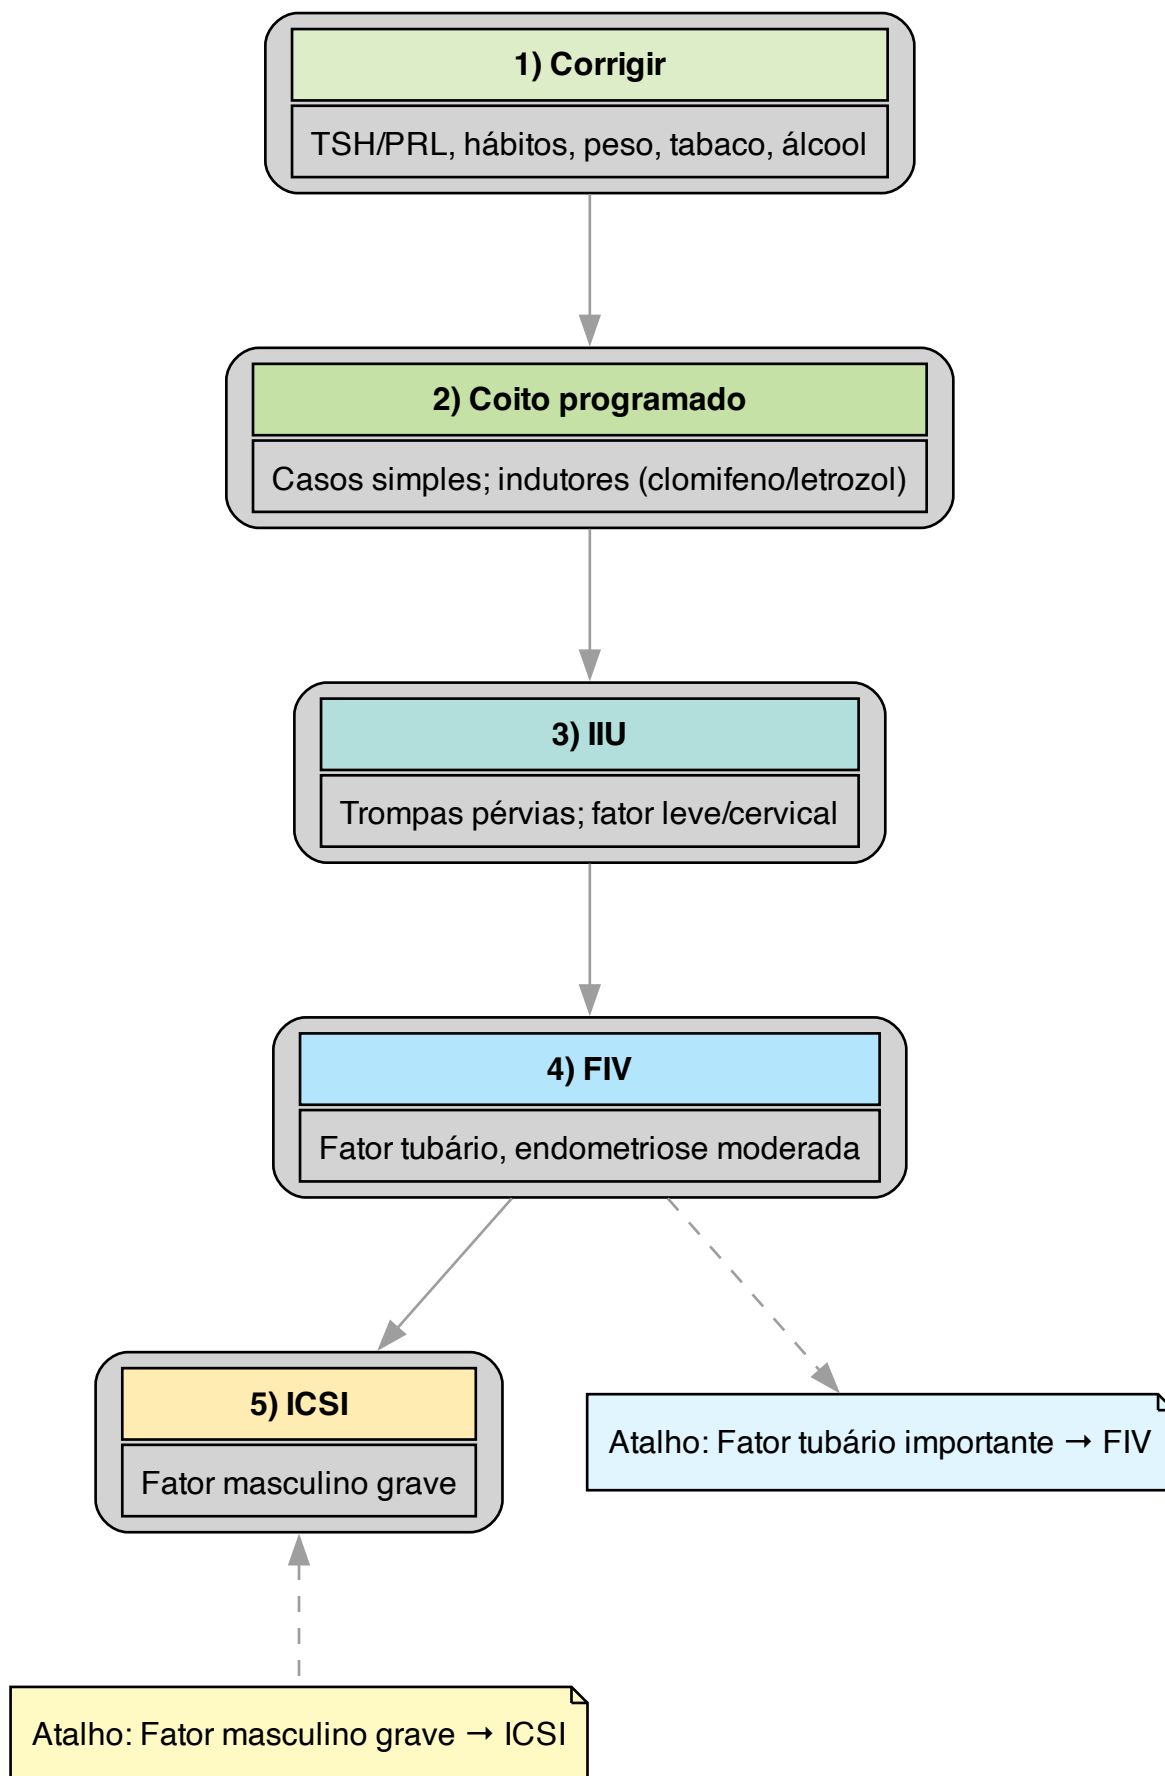 1) Corrigir
TSH/PRL, hábitos, peso, tabaco, álcool
2) Coito programado
Casos simples; indutores (clomifeno/letrozol)
3) IIU
Trompas pérvias; fator leve/cervical
4) FIV
Fator tubário, endometriose moderada
5) ICSI
Fator masculino grave
Atalho: Fator tubário importante → FIV
Atalho: Fator masculino grave → ICSI